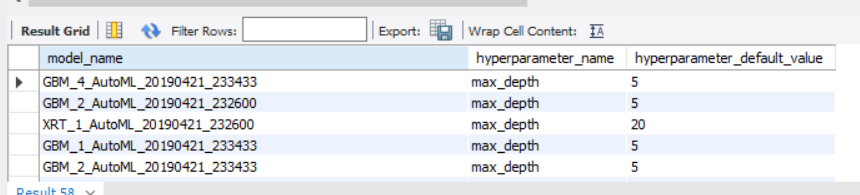 Result Grid Filter Rows: Export: Wrap Cell Content: IA
model_name hyperparameter_name hyperparameter_default_value
GBM_4_AutoML_20190421_233433 max_depth 5
GBM_2_AutoML_20190421_232600 max_depth 5
XRT_1_AutoML_20190421_232600 max_depth 20
GBM_1_AutoML_20190421_233433 max_depth 5
GBM_2_AutoML_20190421_233433 max_depth 5
Result 58